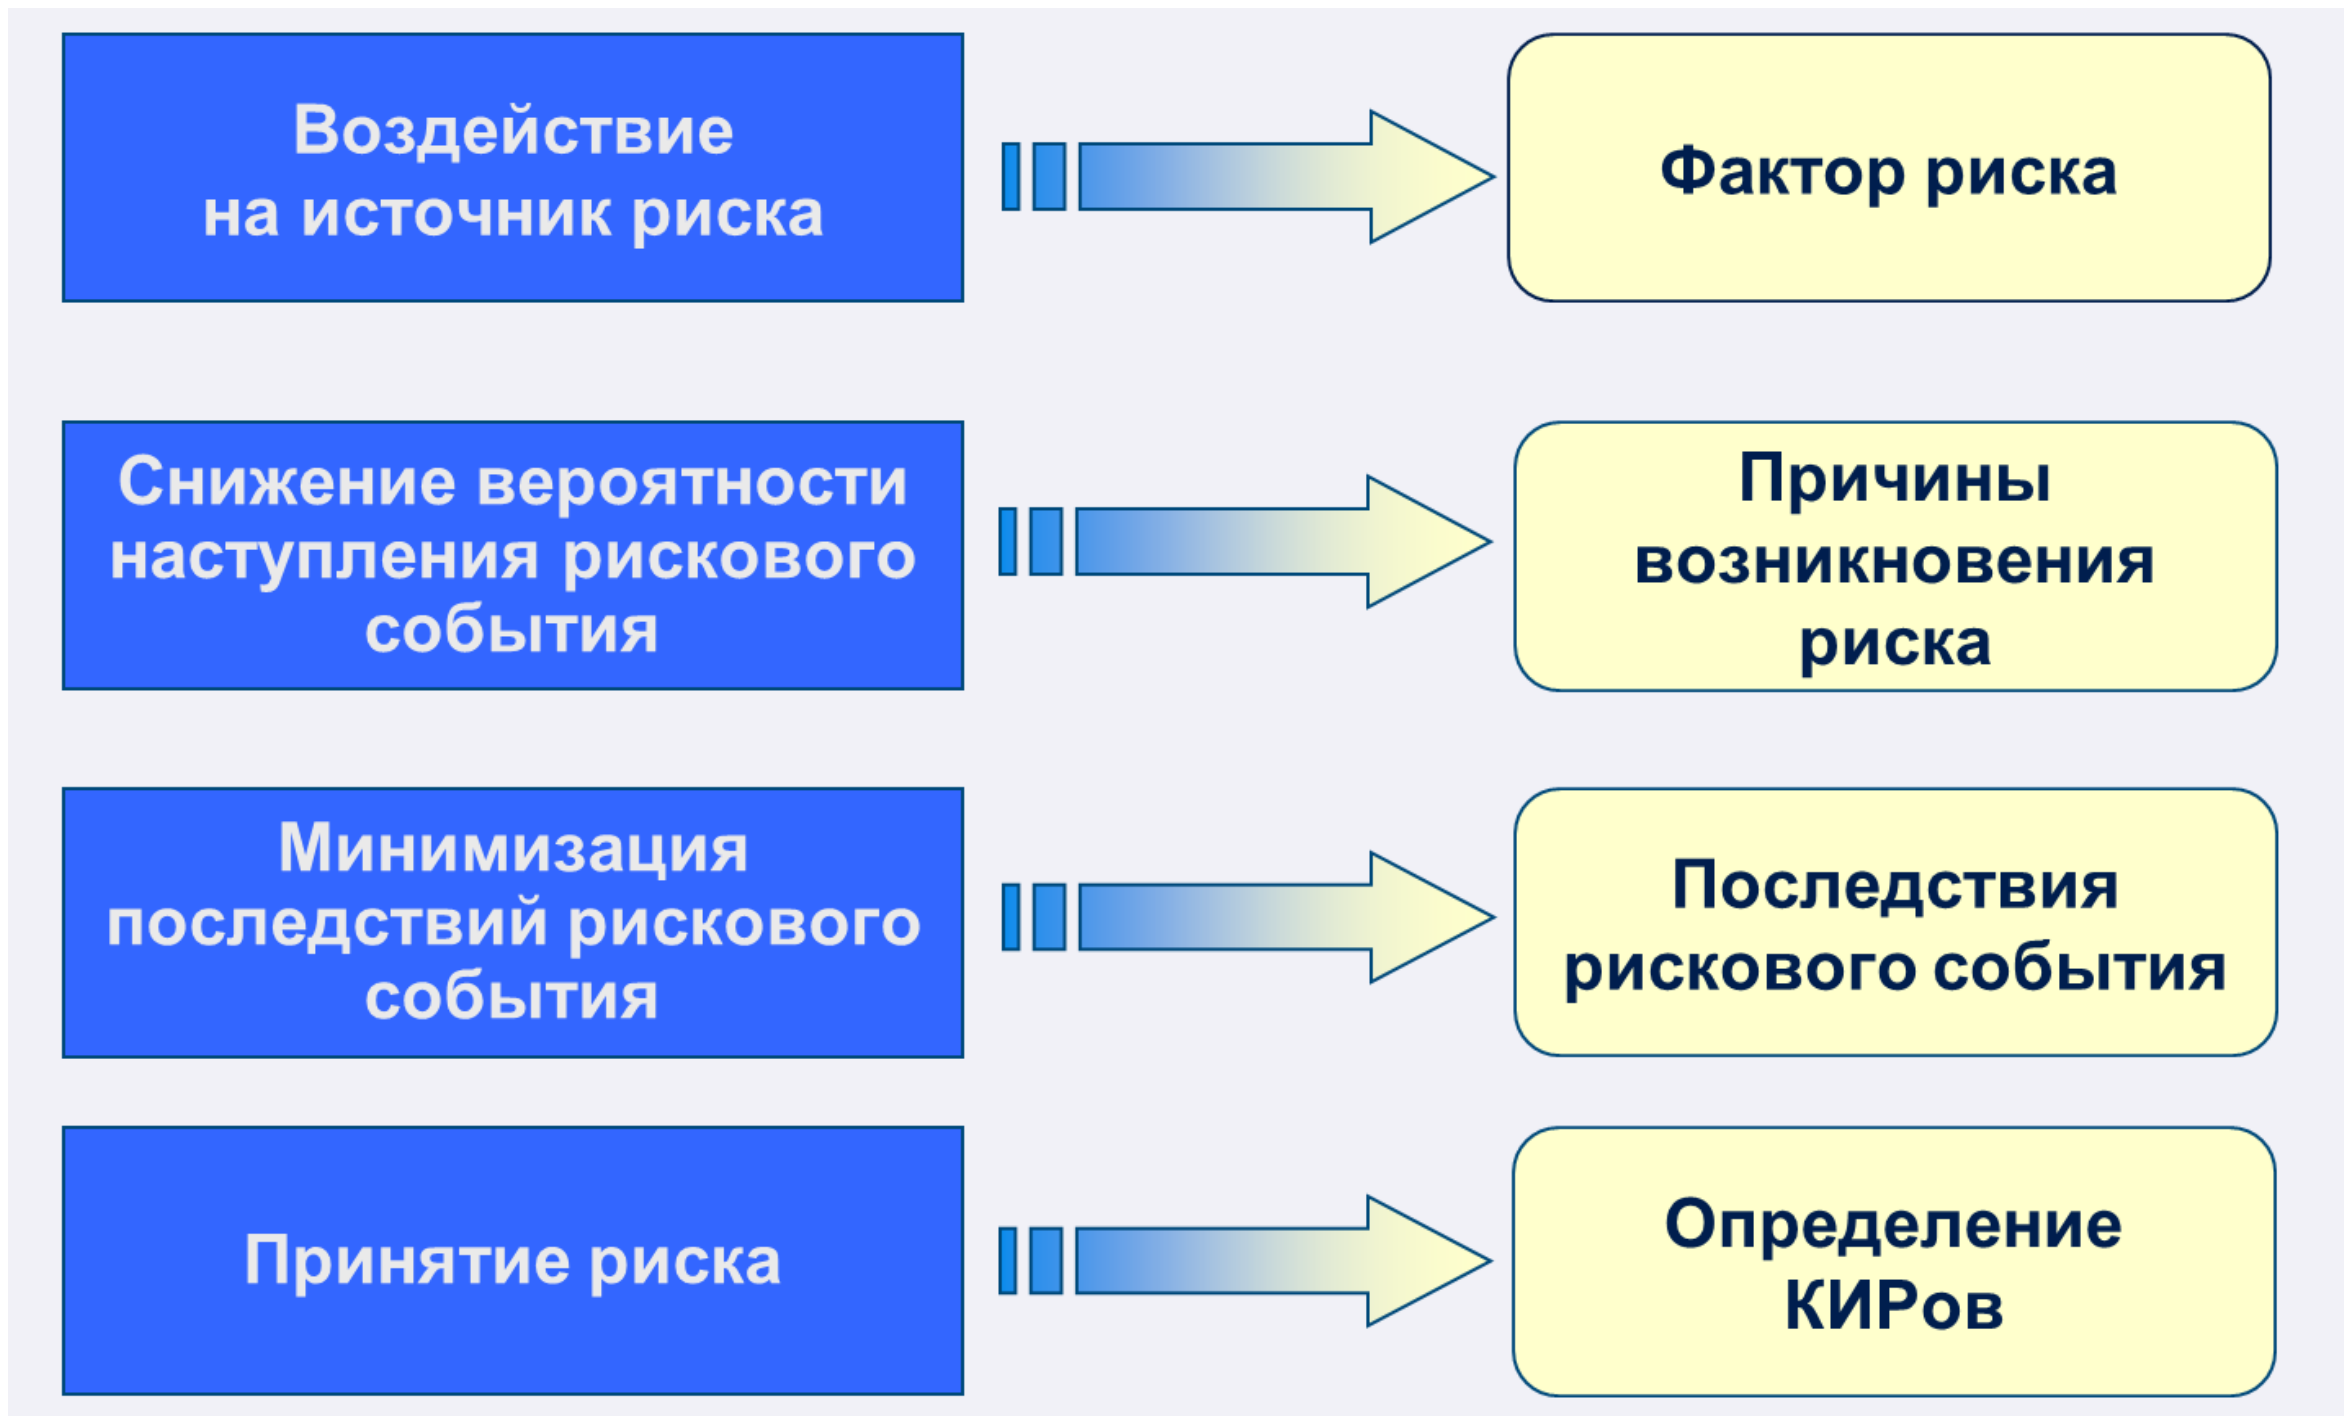 Воздействие
на источник риска
Фактор риска
Снижение вероятности
наступления рискового
события
Причины
возникновения
риска
Минимизация
последствий рискового
события
Последствия
рискового события
Принятие риска
Определение
КИРов